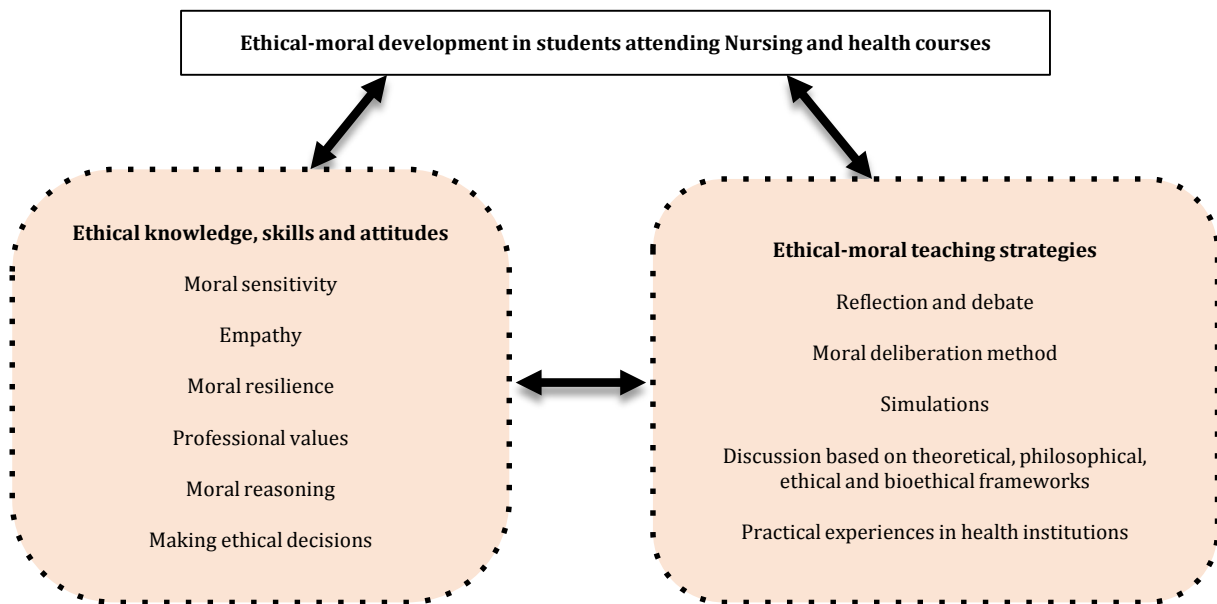 Ethical-moral development in students attending Nursing and health courses
Ethical knowledge, skills and attitudes
Moral sensitivity
Empathy
Moral resilience
Professional values
Moral reasoning
Making ethical decisions
Ethical-moral teaching strategies
Reflection and debate
Moral deliberation method
Simulations
Discussion based on theoretical, philosophical,
ethical and bioethical frameworks
Practical experiences in health institutions